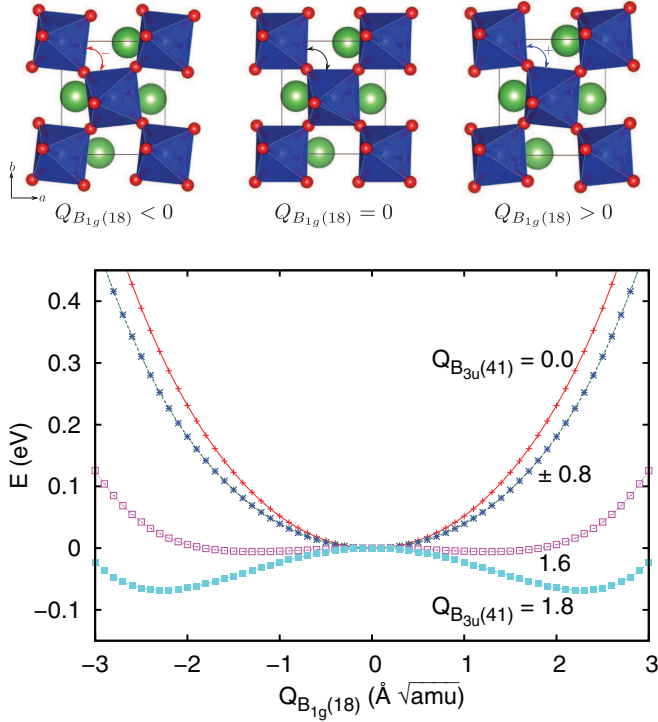 − + 
b
a
Q_{B_{1g}(18)} < 0 Q_{B_{1g}(18)} = 0 Q_{B_{1g}(18)} > 0
E (eV)
0.4
0.3
0.2
0.1
0
−0.1
Q_{B_{3u}(41)} = 0.0
± 0.8
1.6
Q_{B_{3u}(41)} = 1.8
−3 −2 −1 0 1 2 3
Q_{B_{1g}(18)} (Å √amu)